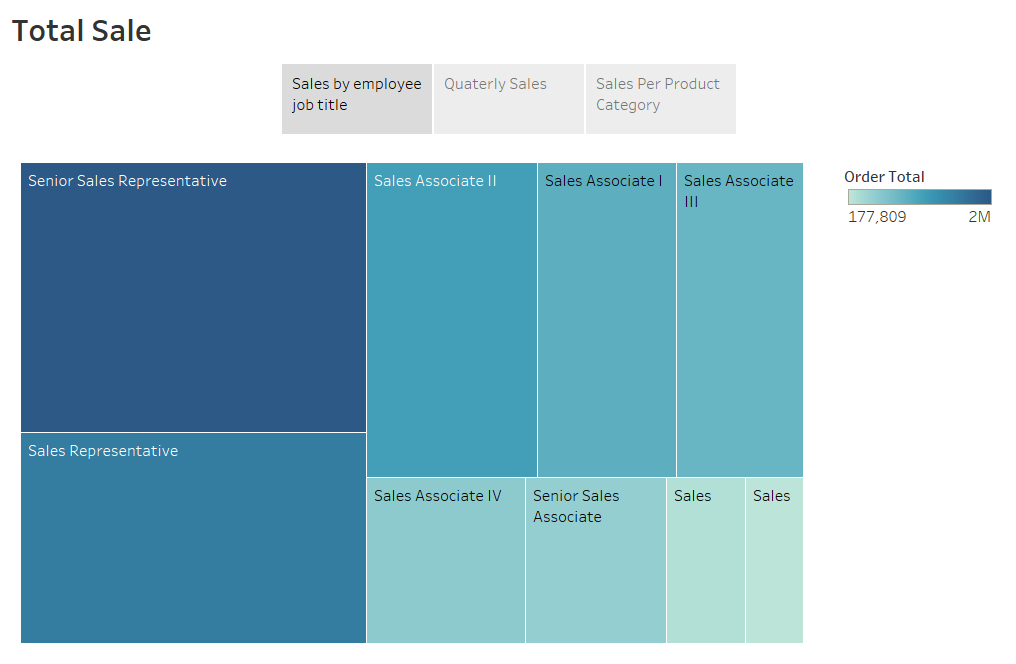 Total Sale
Sales by employee
job title
Quaterly Sales
Sales Per Product
Category
Senior Sales Representative
Sales Associate II
Sales Associate I
Sales Associate
III
Order Total
177,809
2M
Sales Representative
Sales Associate IV
Senior Sales
Associate
Sales
Sales